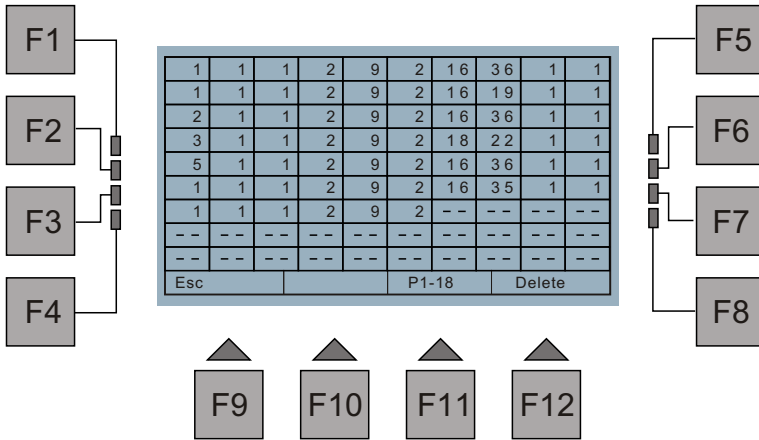 F1
F2
F3
F4
1 1 1 2 9 2 16 36 1 1
1 1 1 2 9 2 16 19 1 1
2 1 1 2 9 2 16 36 1 1
3 1 1 2 9 2 18 22 1 1
5 1 1 2 9 2 16 36 1 1
1 1 1 2 9 2 16 35 1 1
1 1 1 2 9 2 -- -- -- --
-- -- -- -- -- -- -- -- -- --
-- -- -- -- -- -- -- -- -- --
Esc P1-18 Delete
F5
F6
F7
F8
F9 F10 F11 F12